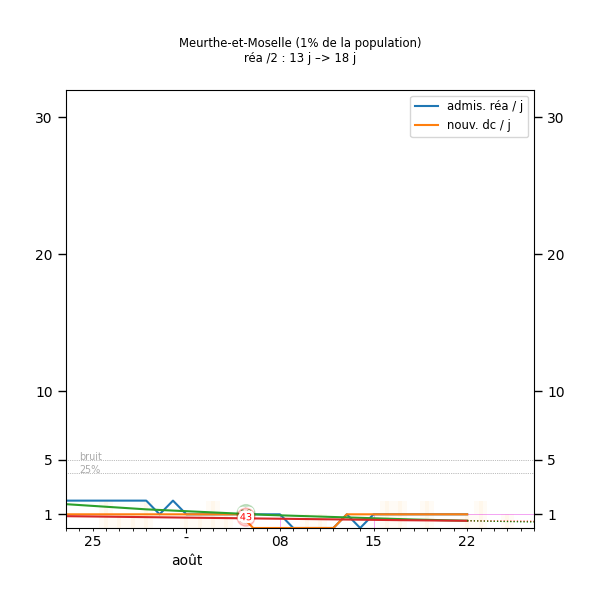 Meurthe-et-Moselle (1% de la population)
réa /2 : 13 j –> 18 j
admis. réa / j
nouv. dc / j
30
30
20
20
10
10
5
5
1
1
bruit
25%
43
25
-
08
15
22
août